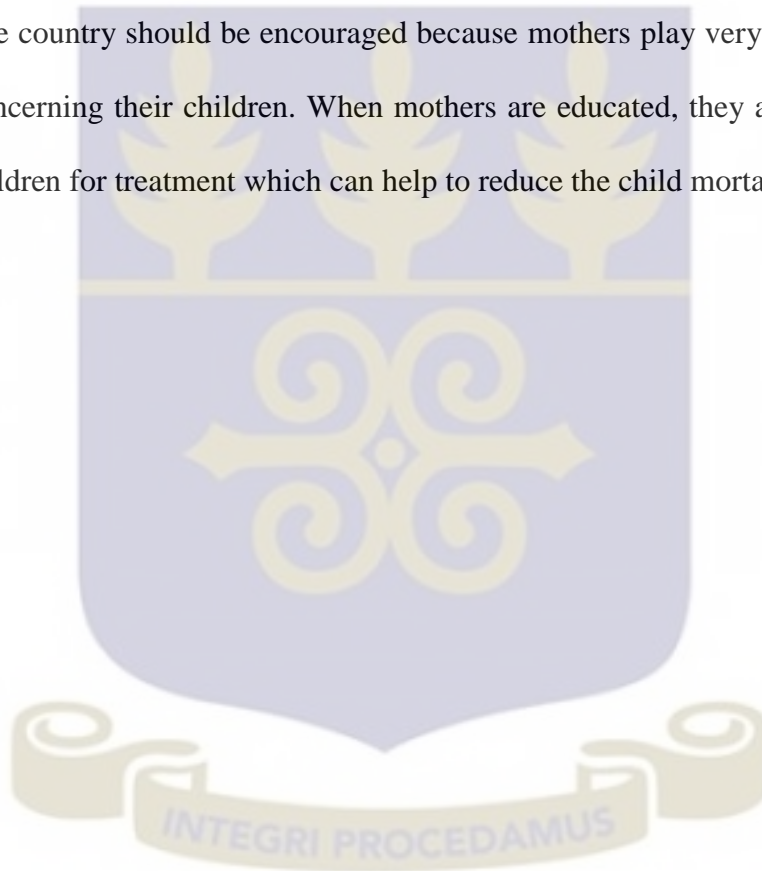 e country should be encouraged because mothers play very
ncerning their children. When mothers are educated, they a
ldren for treatment which can help to reduce the child morta
INTEGRI PROCEDAMUS